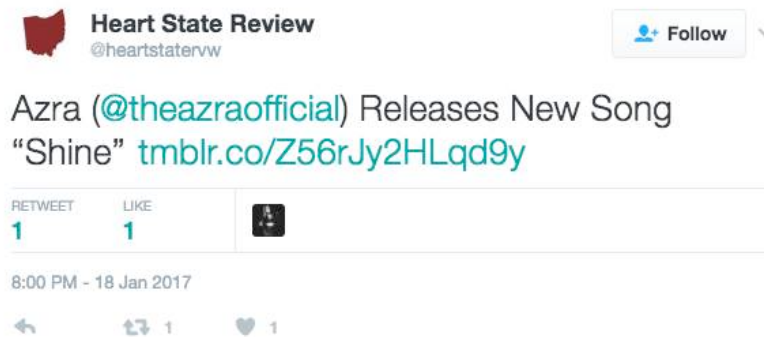 Heart State Review
@heartstatervw
Follow
Azra (@theazraofficial) Releases New Song
“Shine” tmblr.co/Z56rJy2HLqd9y
RETWEET LIKE
1 1
8:00 PM - 18 Jan 2017
1 1